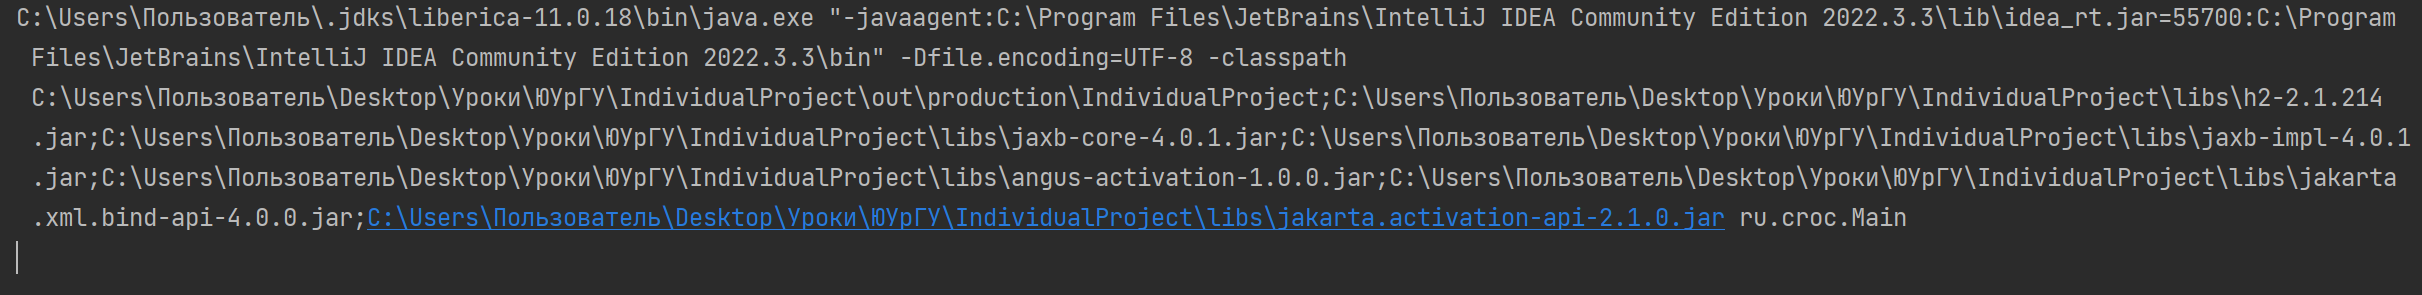 C:\Users\Пользователь\.jdks\liberica-11.0.18\bin\java.exe "-javaagent:C:\Program Files\JetBrains\IntelliJ IDEA Community Edition 2022.3.3\lib\idea_rt.jar=55700:C:\Program
Files\JetBrains\IntelliJ IDEA Community Edition 2022.3.3\bin" -Dfile.encoding=UTF-8 -classpath
C:\Users\Пользователь\Desktop\Уроки\ЮУрГУ\IndividualProject\out\production\IndividualProject;C:\Users\Пользователь\Desktop\Уроки\ЮУрГУ\IndividualProject\libs\h2-2.1.214
.jar;C:\Users\Пользователь\Desktop\Уроки\ЮУрГУ\IndividualProject\libs\jaxb-core-4.0.1.jar;C:\Users\Пользователь\Desktop\Уроки\ЮУрГУ\IndividualProject\libs\jaxb-impl-4.0.1
.jar;C:\Users\Пользователь\Desktop\Уроки\ЮУрГУ\IndividualProject\libs\angus-activation-1.0.0.jar;C:\Users\Пользователь\Desktop\Уроки\ЮУрГУ\IndividualProject\libs\jakarta
.xml.bind-api-4.0.0.jar;C:\Users\Пользователь\Desktop\Уроки\ЮУрГУ\IndividualProject\libs\jakarta.activation-api-2.1.0.jar ru.croc.Main